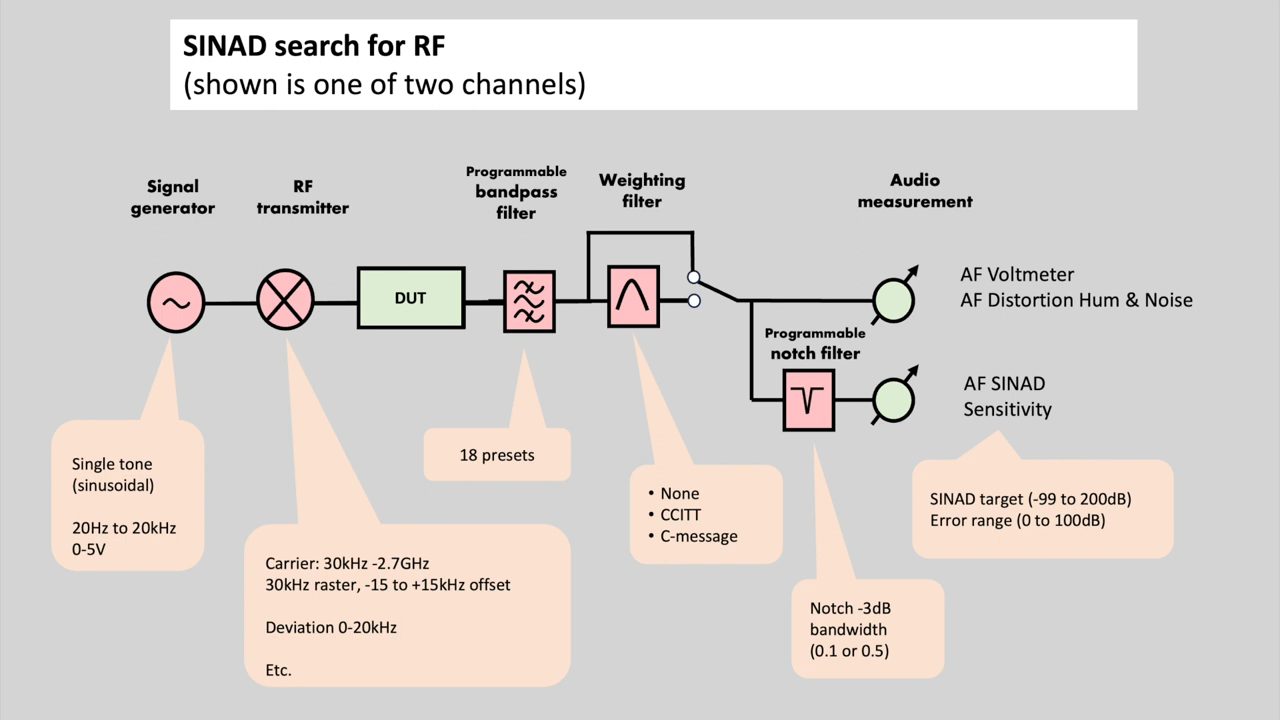 SINAD search for RF
(shown is one of two channels)
Signal
generator
RF
transmitter
Programmable
bandpass
filter
Weighting
filter
Audio
measurement
DUT
AF Voltmeter
AF Distortion Hum & Noise
Programmable
notch filter
AF SINAD
Sensitivity
Single tone
(sinusoidal)
20Hz to 20kHz
0-5V
Carrier: 30kHz -2.7GHz
30kHz raster, -15 to +15kHz offset
Deviation 0-20kHz
Etc.
18 presets
• None
• CCITT
• C-message
Notch -3dB
bandwidth
(0.1 or 0.5)
SINAD target (-99 to 200dB)
Error range (0 to 100dB)